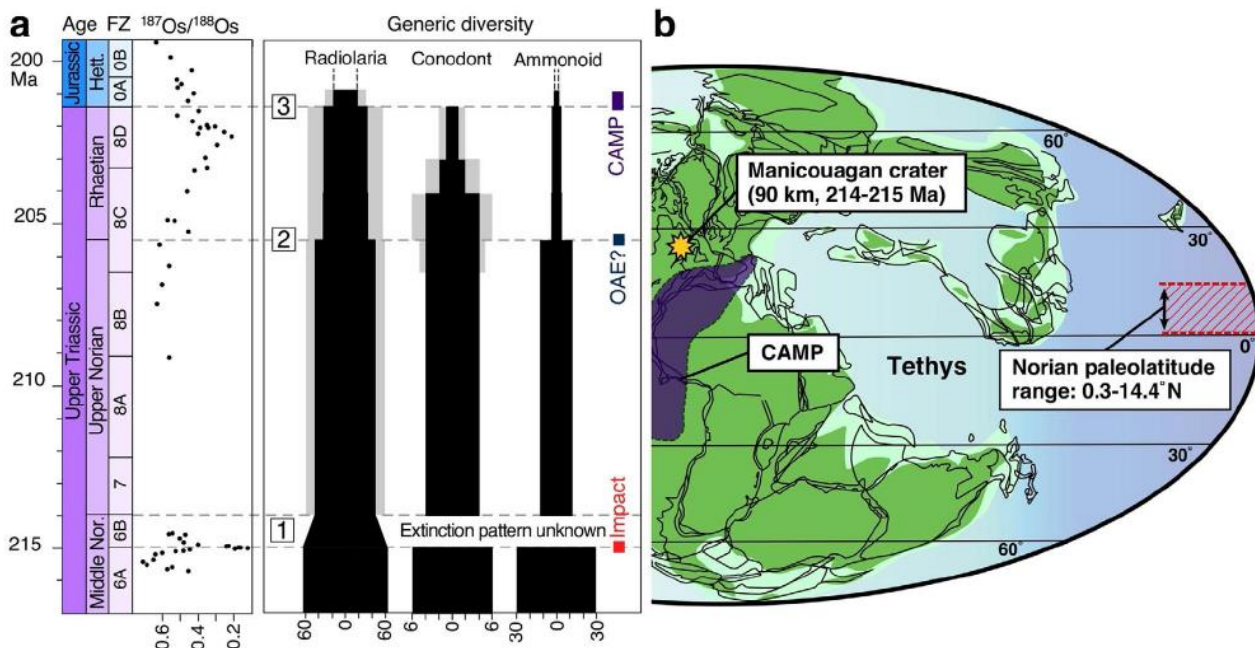 a
Age FZ ¹⁸⁷Os/¹⁸⁸Os
Generic diversity
Radiolaria Conodont Ammonoid
200
Ma
205
210
215
Jurassic
Upper Triassic
Hett.
Rhaetian
Upper Norian
Middle Nor.
0B
0A
8D
8C
8B
8A
7
6B
6A
3
2
1
Extinction pattern unknown
CAMP
OAE?
Impact
0.6 0.4 0.2
60 0 60 6 0 6 30 0 30
b
60°
Manicouagan crater
(90 km, 214-215 Ma)
30°
CAMP
Tethys
0°
Norian paleolatitude
range: 0.3-14.4°N
30°
60°